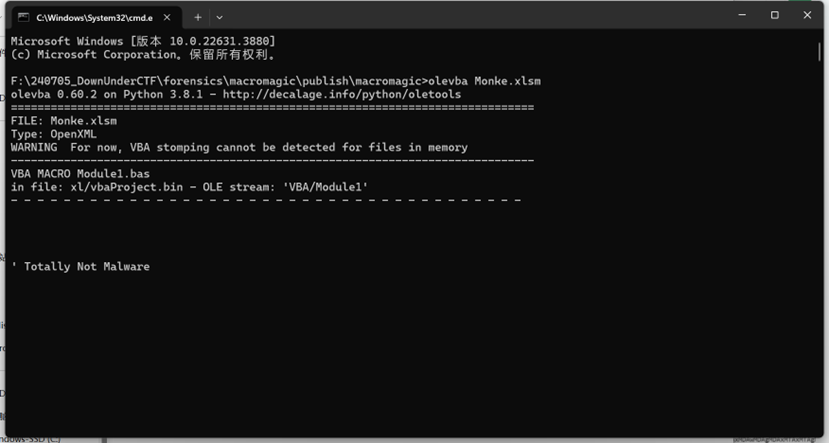 C:\Windows\System32\cmd.e
Microsoft Windows [版本 10.0.22631.3880]
(c) Microsoft Corporation。保留所有权利。
F:\240705_DownUnderCTF\forensics\macromagic\publish\macromagic>olevba Monke.xlsm
olevba 0.60.2 on Python 3.8.1 - http://decalage.info/python/oletools
===============================================================================
FILE: Monke.xlsm
Type: OpenXML
WARNING  For now, VBA stomping cannot be detected for files in memory
-------------------------------------------------------------------------------
VBA MACRO Module1.bas
in file: xl/vbaProject.bin - OLE stream: 'VBA/Module1'
- - - - - - - - - - - - - - - - - - - - - - - - - - - - - - - - - - - - - - -
' Totally Not Malware
ndows-SSD (C:)